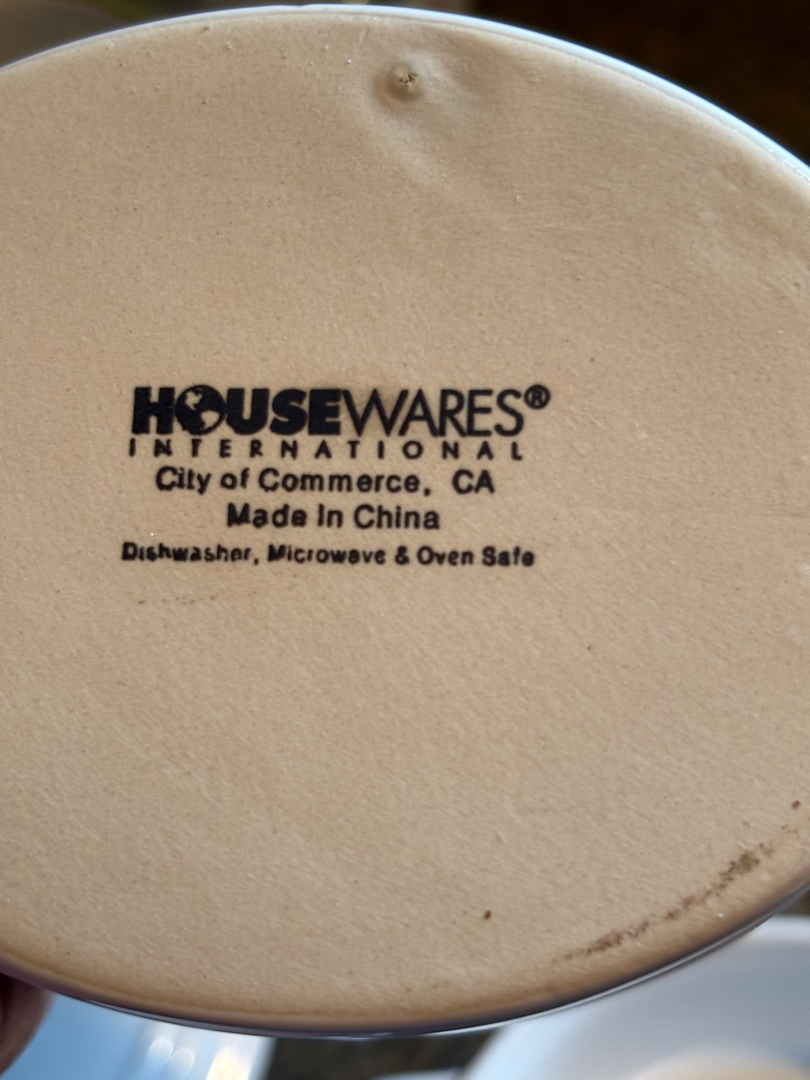 HOUSEWARES®
INTERNATIONAL
City of Commerce, CA
Made In China
Dishwasher, Microwave & Oven Safe